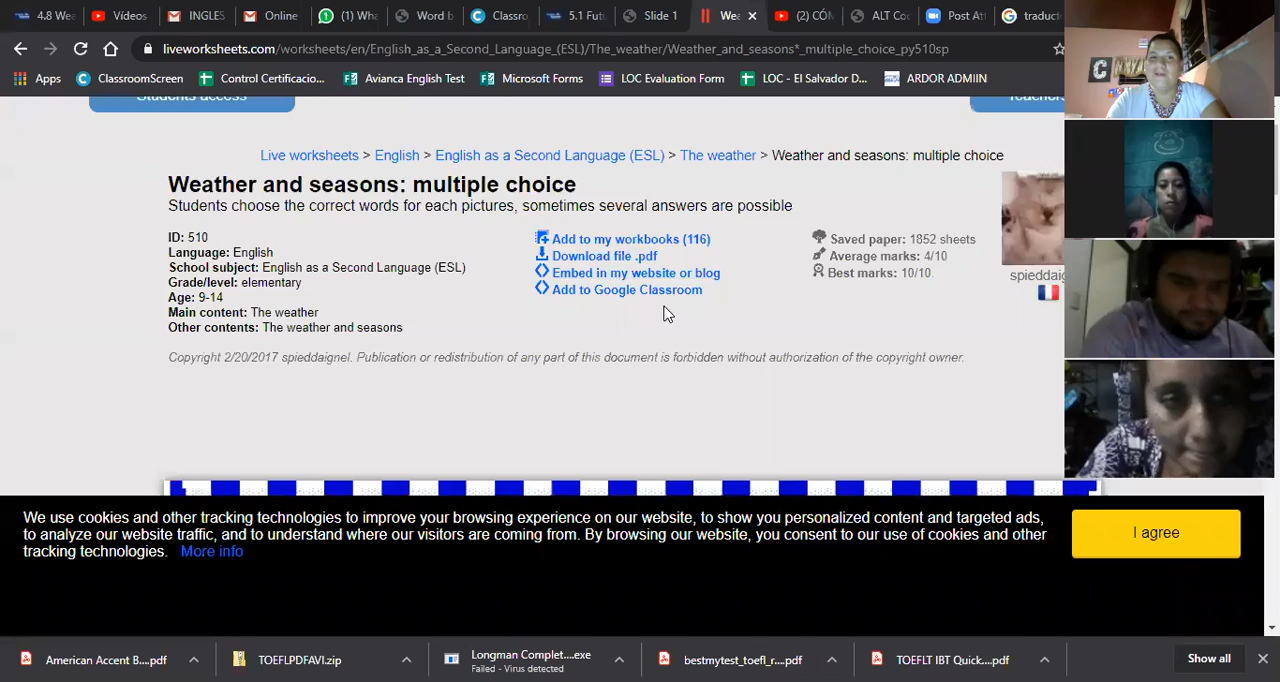 4.8 Wea
Vídeos
INGLES
Online
(1) Wha
Word b
Classro
5.1 Futu
Slide 1
Wea
(2) CÓM
ALT Coc
Post Att
traducto
liveworksheets.com/worksheets/en/English_as_a_Second_Language_(ESL)/The_weather/Weather_and_seasons*_multiple_choice_py510sp
Apps
ClassroomScreen
Control Certificacio...
Avianca English Test
Microsoft Forms
LOC Evaluation Form
LOC - El Salvador D...
ARDOR ADMIIN
Students access
Live worksheets > English > English as a Second Language (ESL) > The weather > Weather and seasons: multiple choice
Weather and seasons: multiple choice
Students choose the correct words for each pictures, sometimes several answers are possible
ID: 510
Language: English
School subject: English as a Second Language (ESL)
Grade/level: elementary
Age: 9-14
Main content: The weather
Other contents: The weather and seasons
Add to my workbooks (116)
Download file .pdf
Embed in my website or blog
Add to Google Classroom
Saved paper: 1852 sheets
Average marks: 4/10
Best marks: 10/10.
spieddaig
Copyright 2/20/2017 spieddaignel. Publication or redistribution of any part of this document is forbidden without authorization of the copyright owner.
We use cookies and other tracking technologies to improve your browsing experience on our website, to show you personalized content and targeted ads,
to analyze our website traffic, and to understand where our visitors are coming from. By browsing our website, you consent to our use of cookies and other
tracking technologies. More info
I agree
American Accent B....pdf
TOEFLPDFAVI.zip
Longman Complet....exe
Failed - Virus detected
bestmytest_toefl_r....pdf
TOEFLT IBT Quick....pdf
Show all